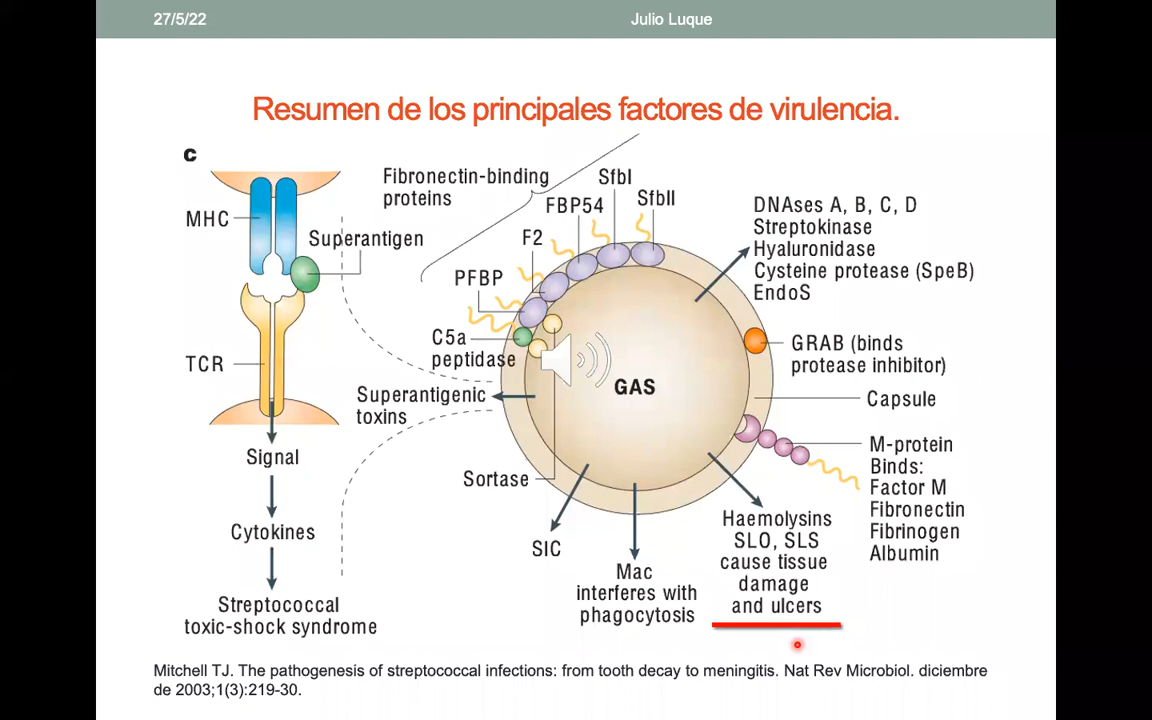 27/5/22
Julio Luque
Resumen de los principales factores de virulencia.
c
MHC
Superantigen
TCR
Signal
Cytokines
Streptococcal
toxic-shock syndrome
Fibronectin-binding
proteins
SfbI
SfbII
FBP54
F2
PFBP
C5a
peptidase
Superantigenic
toxins
Sortase
GAS
SIC
Mac
interferes with
phagocytosis
Haemolysins
SLO, SLS
cause tissue
damage
and ulcers
DNAses A, B, C, D
Streptokinase
Hyaluronidase
Cysteine protease (SpeB)
EndoS
GRAB (binds
protease inhibitor)
Capsule
M-protein
Binds:
Factor M
Fibronectin
Fibrinogen
Albumin
Mitchell TJ. The pathogenesis of streptococcal infections: from tooth decay to meningitis. Nat Rev Microbiol. diciembre
de 2003;1(3):219-30.